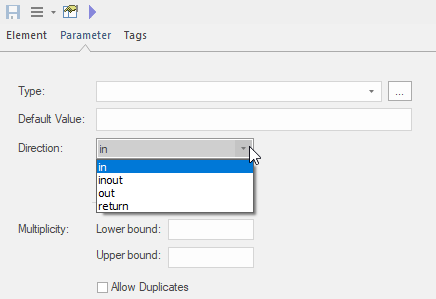 Element Parameter Tags
Type: ...
Default Value:
Direction: in
in
inout
out
return
Multiplicity: Lower bound:
Upper bound:
Allow Duplicates